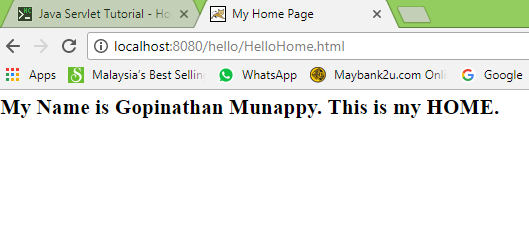 Java Servlet Tutorial - Ho
My Home Page
localhost:8080/hello/HelloHome.html
Apps
Malaysia's Best Sellin
WhatsApp
Maybank2u.com Onli
Google
My Name is Gopinathan Munappy. This is my HOME.